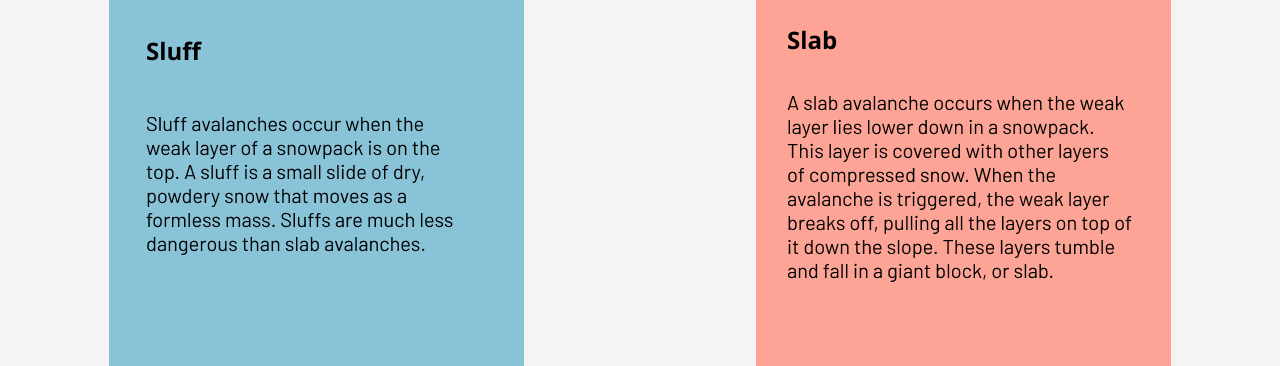 Sluff
Sluff avalanches occur when the
weak layer of a snowpack is on the
top. A sluff is a small slide of dry,
powdery snow that moves as a
formless mass. Sluffs are much less
dangerous than slab avalanches.
Slab
A slab avalanche occurs when the weak
layer lies lower down in a snowpack.
This layer is covered with other layers
of compressed snow. When the
avalanche is triggered, the weak layer
breaks off, pulling all the layers on top of
it down the slope. These layers tumble
and fall in a giant block, or slab.